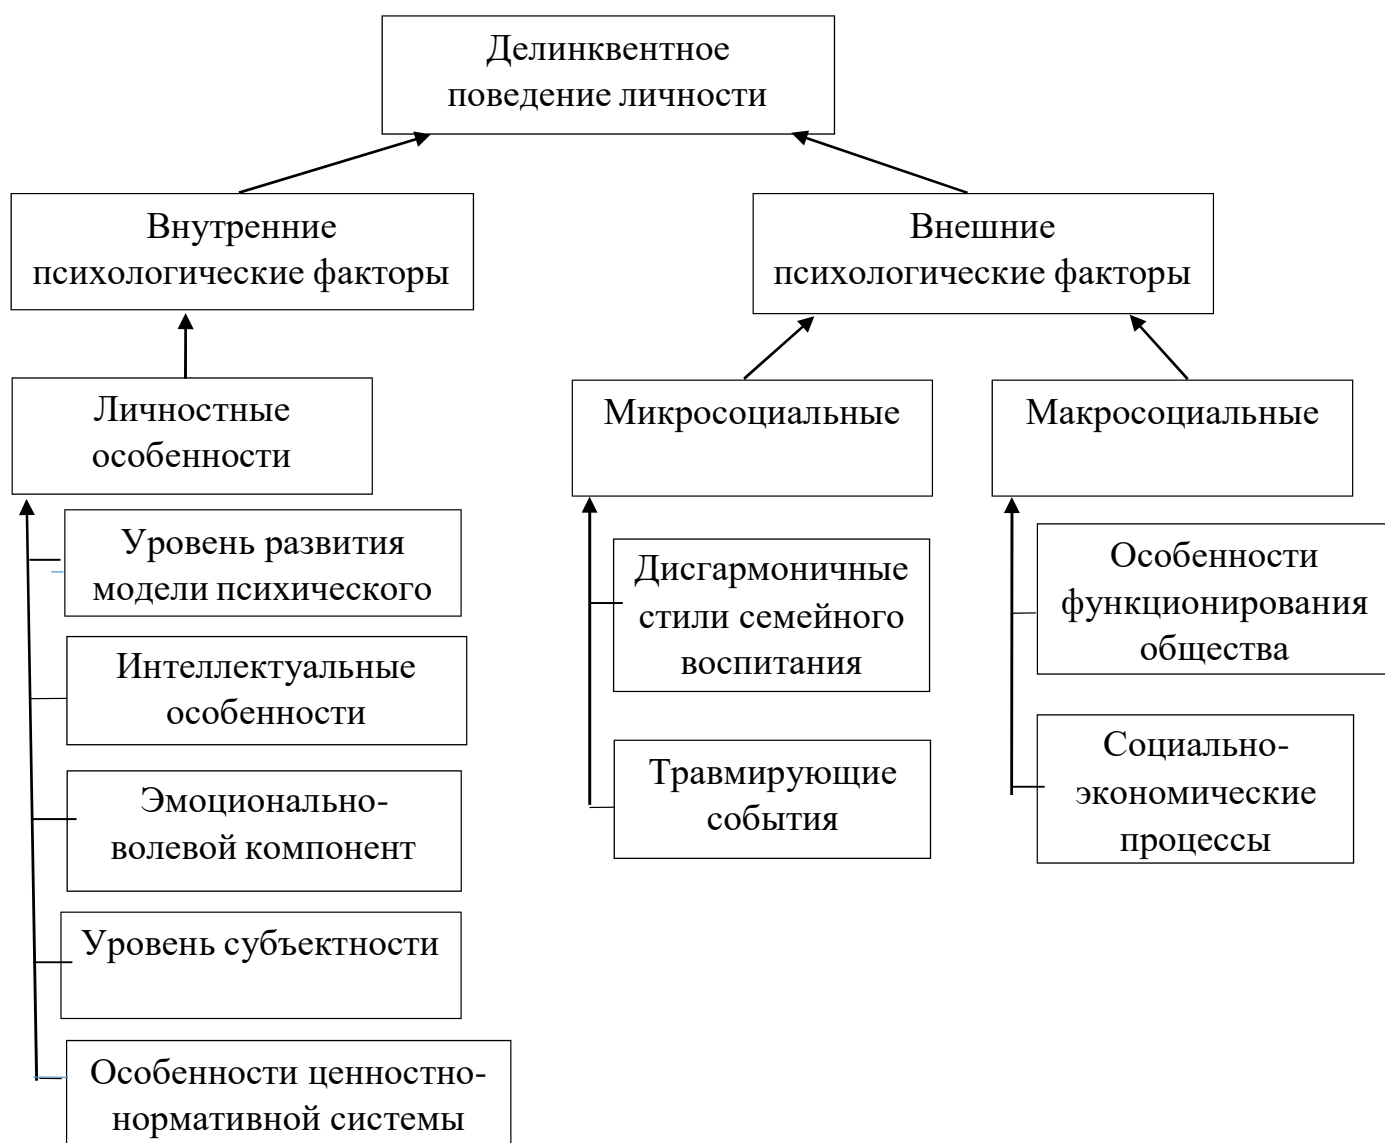 Делинквентное
поведение личности
Внутренние
психологические факторы
Внешние
психологические факторы
Личностные
особенности
Микросоциальные
Макросоциальные
Уровень развития
модели психического
Интеллектуальные
особенности
Эмоционально-
волевой компонент
Уровень субъектности
Особенности ценностно-
нормативной системы
Дисгармоничные
стили семейного
воспитания
Травмирующие
события
Особенности
функционирования
общества
Социально-
экономические
процессы